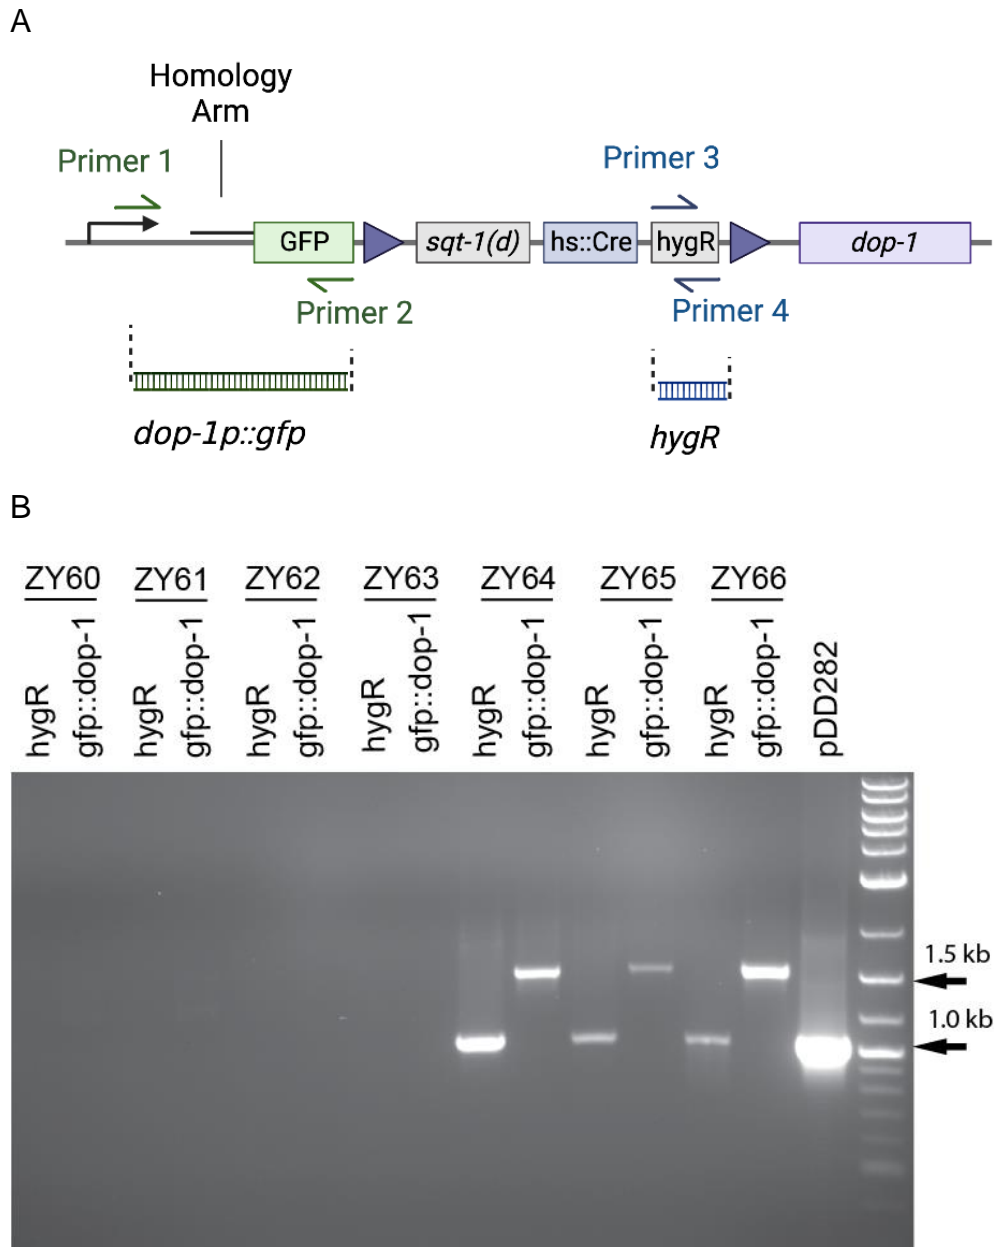 A
Homology
Arm
Primer 1
Primer 3
GFP
sqt-1(d)
hs::Cre
hygR
dop-1
Primer 2
Primer 4
dop-1p::gfp
hygR
B
ZY60 ZY61 ZY62 ZY63 ZY64 ZY65 ZY66
hygR
gfp::dop-1
hygR
gfp::dop-1
hygR
gfp::dop-1
hygR
gfp::dop-1
hygR
gfp::dop-1
hygR
gfp::dop-1
hygR
gfp::dop-1
pDD282
1.5 kb
1.0 kb